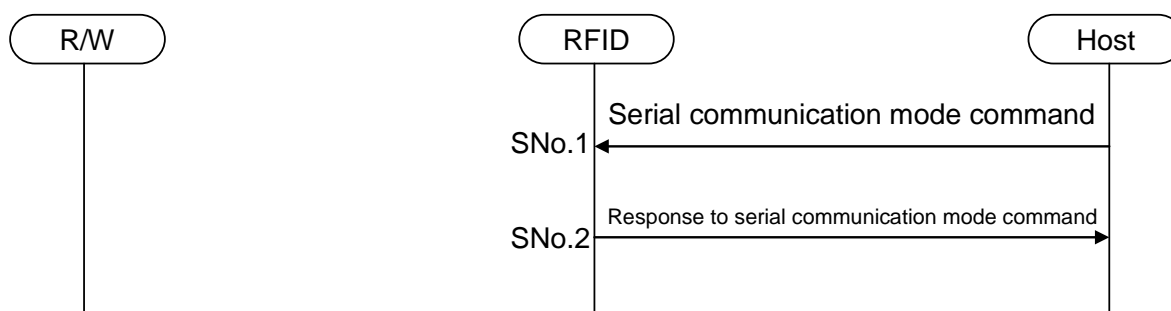 R/W
RFID
Host
Serial communication mode command
SNo.1
Response to serial communication mode command
SNo.2